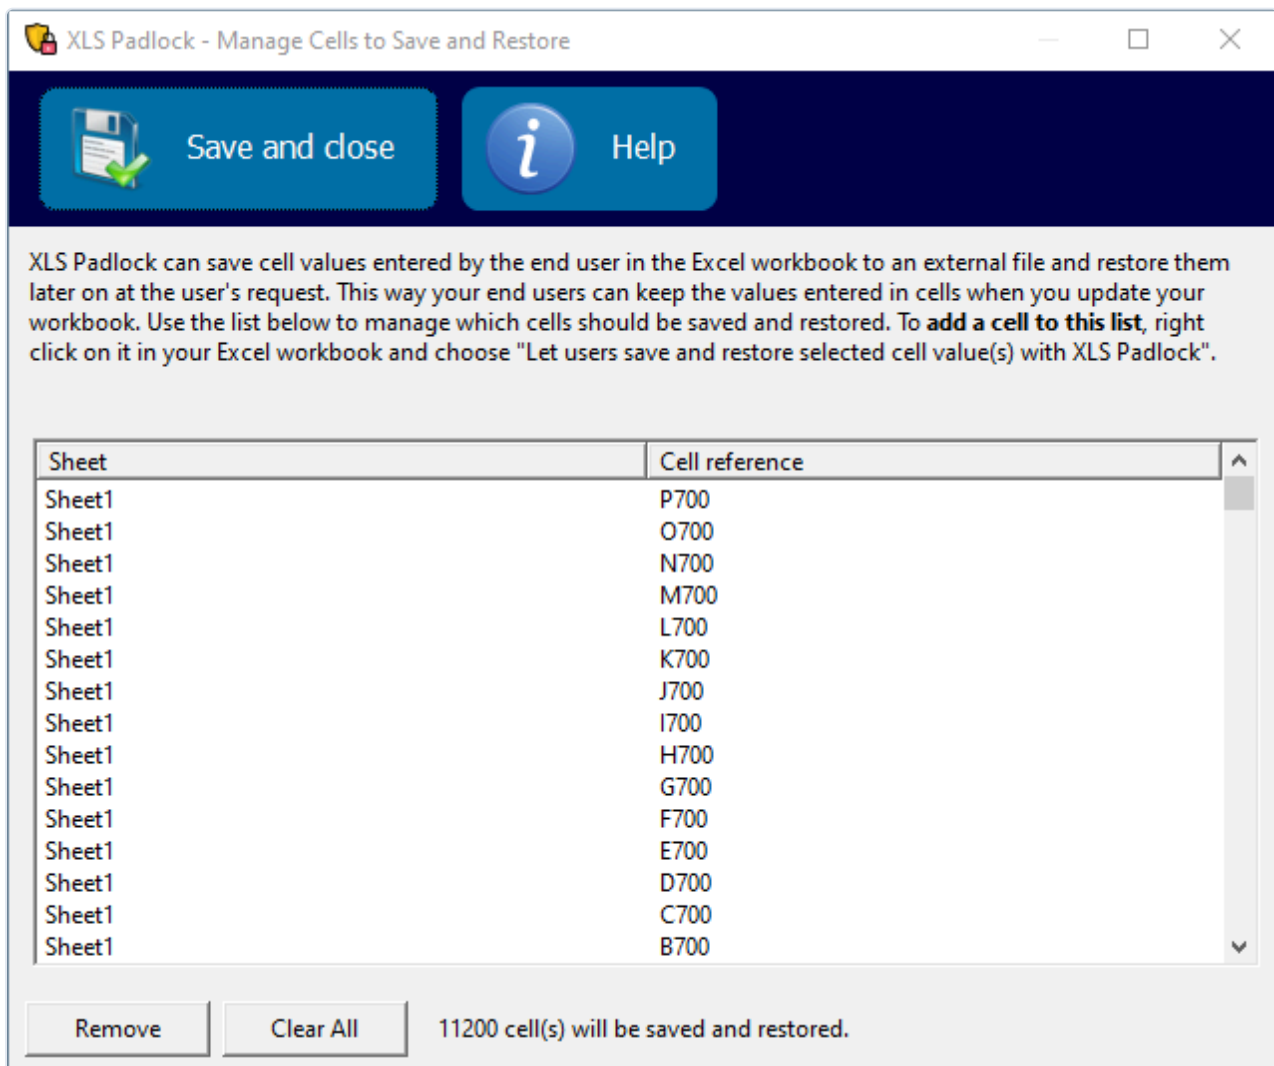 XLS Padlock - Manage Cells to Save and Restore
Save and close
Help
XLS Padlock can save cell values entered by the end user in the Excel workbook to an external file and restore them
later on at the user's request. This way your end users can keep the values entered in cells when you update your
workbook. Use the list below to manage which cells should be saved and restored. To add a cell to this list, right
click on it in your Excel workbook and choose "Let users save and restore selected cell value(s) with XLS Padlock".
Sheet Cell reference
Sheet1 P700
Sheet1 O700
Sheet1 N700
Sheet1 M700
Sheet1 L700
Sheet1 K700
Sheet1 J700
Sheet1 I700
Sheet1 H700
Sheet1 G700
Sheet1 F700
Sheet1 E700
Sheet1 D700
Sheet1 C700
Sheet1 B700
Remove Clear All 11200 cell(s) will be saved and restored.